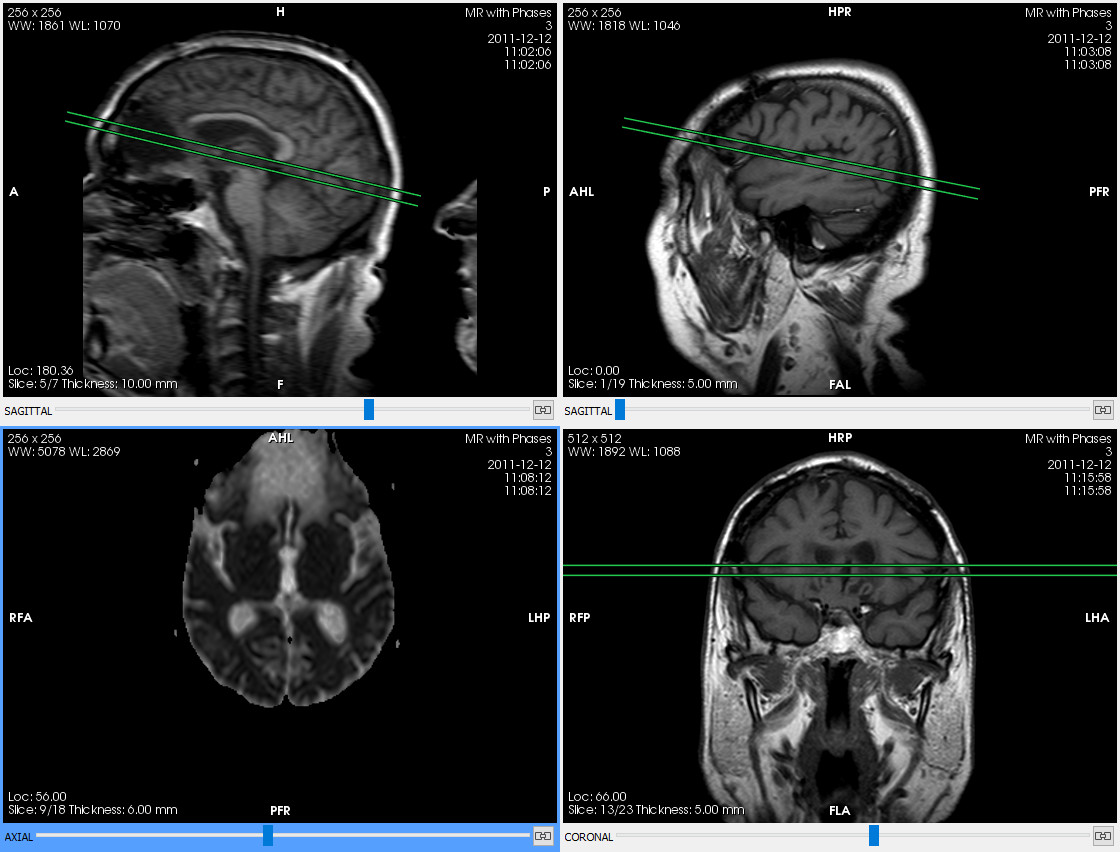 256 x 256
WW: 1861 WL: 1070
H
MR with Phases
3
2011-12-12
11:02:06
11:02:06
A
P
Loc: 180.36
Slice: 5/7 Thickness: 10.00 mm
F
SAGITTAL
256 x 256
WW: 1818 WL: 1046
HPR
MR with Phases
3
2011-12-12
11:03:08
11:03:08
AHL
PFR
Loc: 0.00
Slice: 1/19 Thickness: 5.00 mm
FAL
SAGITTAL
256 x 256
WW: 5078 WL: 2869
AHL
MR with Phases
3
2011-12-12
11:08:12
11:08:12
RFA
LHP
Loc: 56.00
Slice: 9/18 Thickness: 6.00 mm
PFR
AXIAL
512 x 512
WW: 1892 WL: 1088
HRP
MR with Phases
3
2011-12-12
11:15:58
11:15:58
RFP
LHA
Loc: 66.00
Slice: 13/23 Thickness: 5.00 mm
FLA
CORONAL